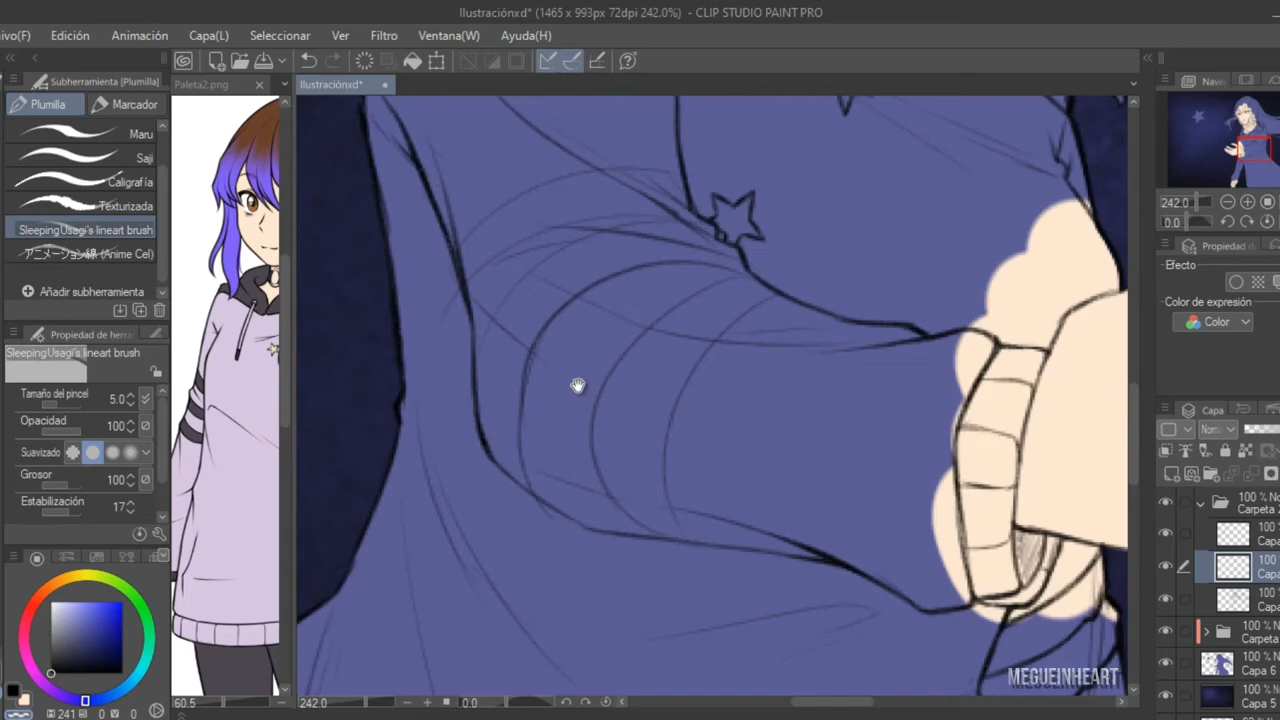 Ilustraciónxd* (1465 x 993px 72dpi 242.0%) - CLIP STUDIO PAINT PRO
ivo(F) Edición Animación Capa(L) Seleccionar Ver Filtro Ventana(W) Ayuda(H)
Subherramienta [Plumilla]
Paleta2.png
Ilustraciónxd*
Nave
Plumilla Marcador
Maru
Saji
Caligrafía
Texturizada
SleepingUsagi's lineart brush
アニメーション線 (Anime Cel)
Añadir subherramienta
Propiedad de herra
SleepingUsagi's lineart brush
Tamaño del pincel 5.0
Opacidad 100
Suavizado
Grosor 100
Estabilización 17
241 0 0
60.5
242.0 0.0
242.0
0.0
Propiedad d
Efecto
Color de expresión
Color
Capa
Norm
100 % N
Carpeta 2
100 %
Capa
100
Capa
100
Capa
100 % N
Carpeta
100 % N
Capa 6
100 % N
Capa 5
100 % N
MEGUEINHEART